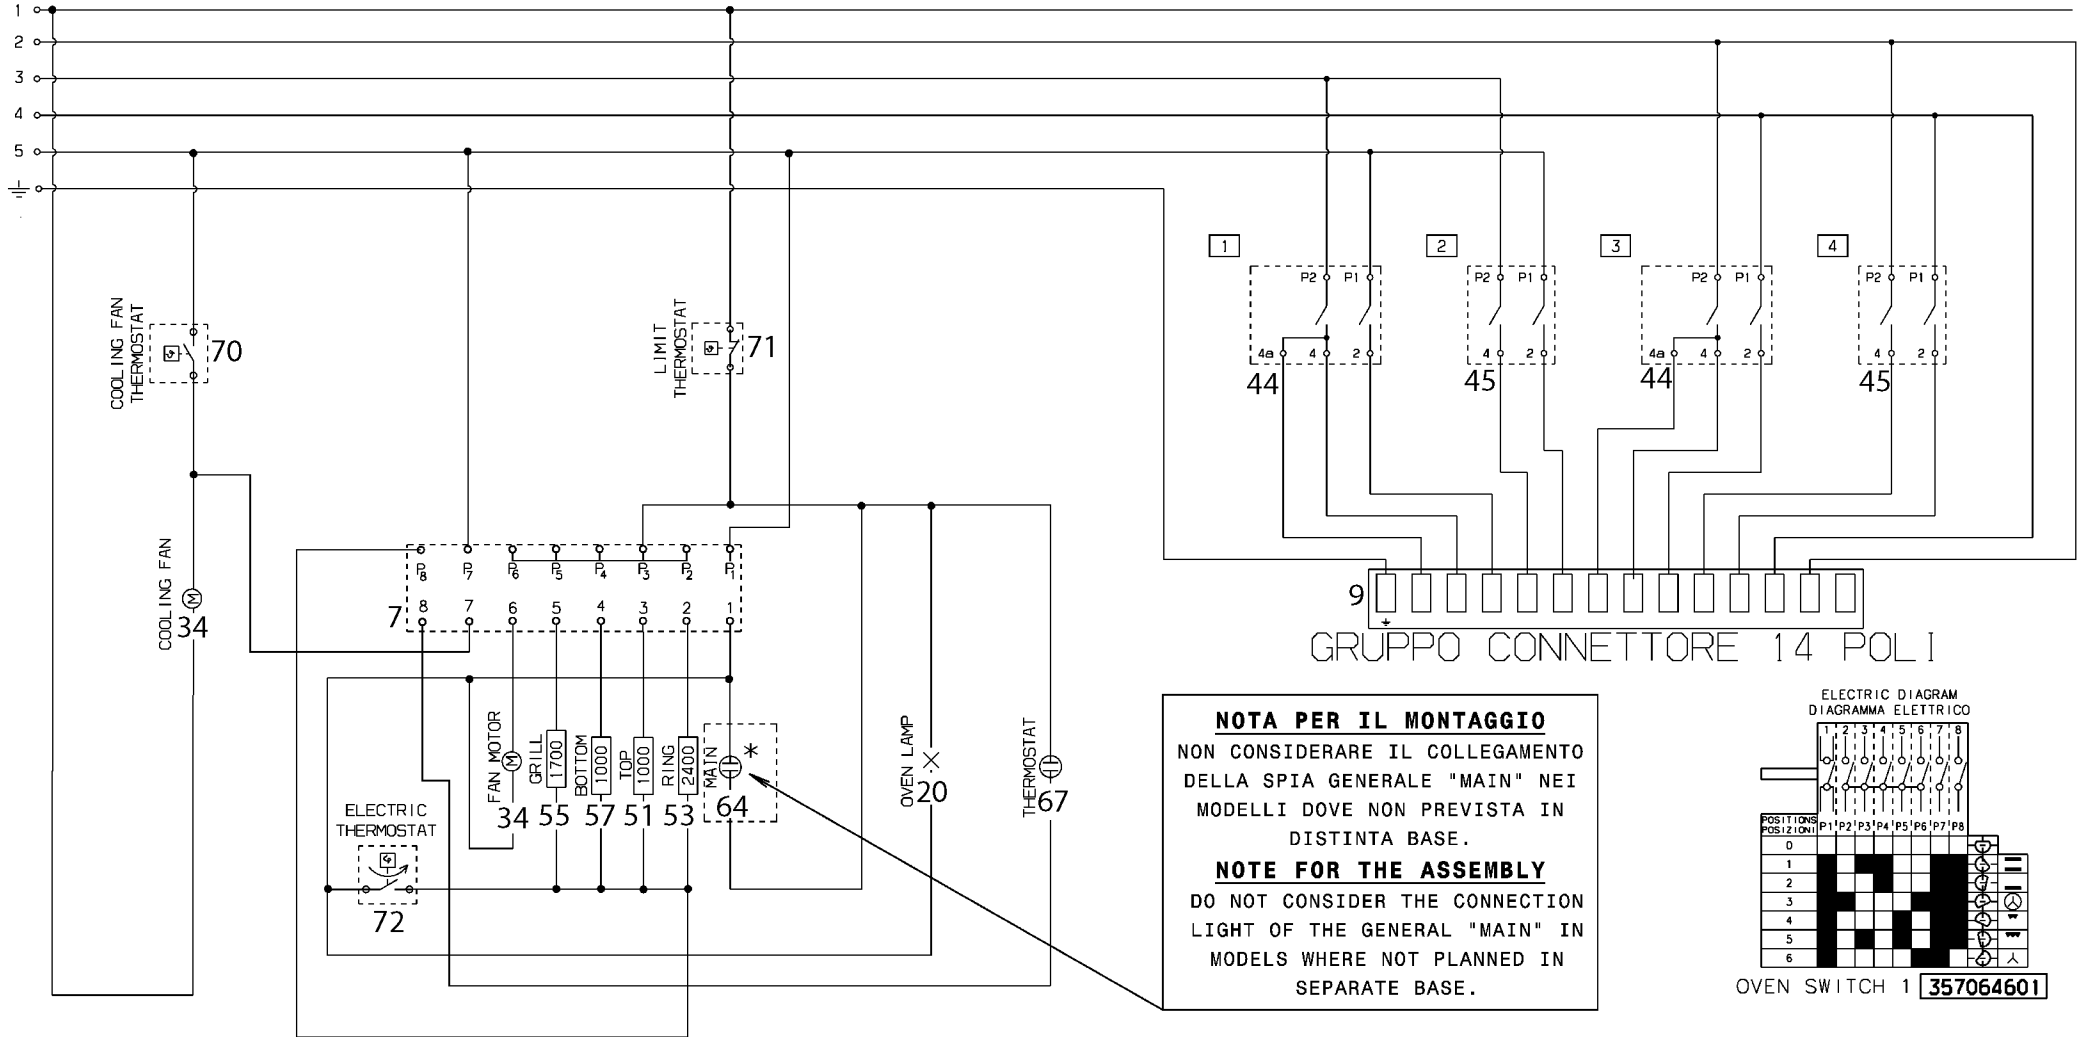 1
2
3
4
5
1
2
3
4
P2 P1
P2 P1
P2 P1
P2 P1
4a 4 2
4 2
4a 4 2
4 2
44
45
44
45
COOLING FAN
THERMOSTAT
70
LIMIT
THERMOSTAT
71
COOLING FAN
M
34
P8 P7 P6 P5 P4 P3 P2 P1
8 7 6 5 4 3 2 1
7
9
GRUPPO CONNETTORE 14 POLI
FAN MOTOR
M
34
GRILL
1700
55
BOTTOM
1000
57
TOP
1000
51
RING
2400
53
MAIN
*
64
OVEN LAMP
20
THERMOSTAT
67
ELECTRIC
THERMOSTAT
72
NOTA PER IL MONTAGGIO
NON CONSIDERARE IL COLLEGAMENTO
DELLA SPIA GENERALE "MAIN" NEI
MODELLI DOVE NON PREVISTA IN
DISTINTA BASE.
NOTE FOR THE ASSEMBLY
DO NOT CONSIDER THE CONNECTION
LIGHT OF THE GENERAL "MAIN" IN
MODELS WHERE NOT PLANNED IN
SEPARATE BASE.
ELECTRIC DIAGRAM
DIAGRAMMA ELETTRICO
1 2 3 4 5 6 7 8
POSITIONS
POSIZIONI
P1 P2 P3 P4 P5 P6 P7 P8
0
1
2
3
4
5
6
OVEN SWITCH 1 357064601